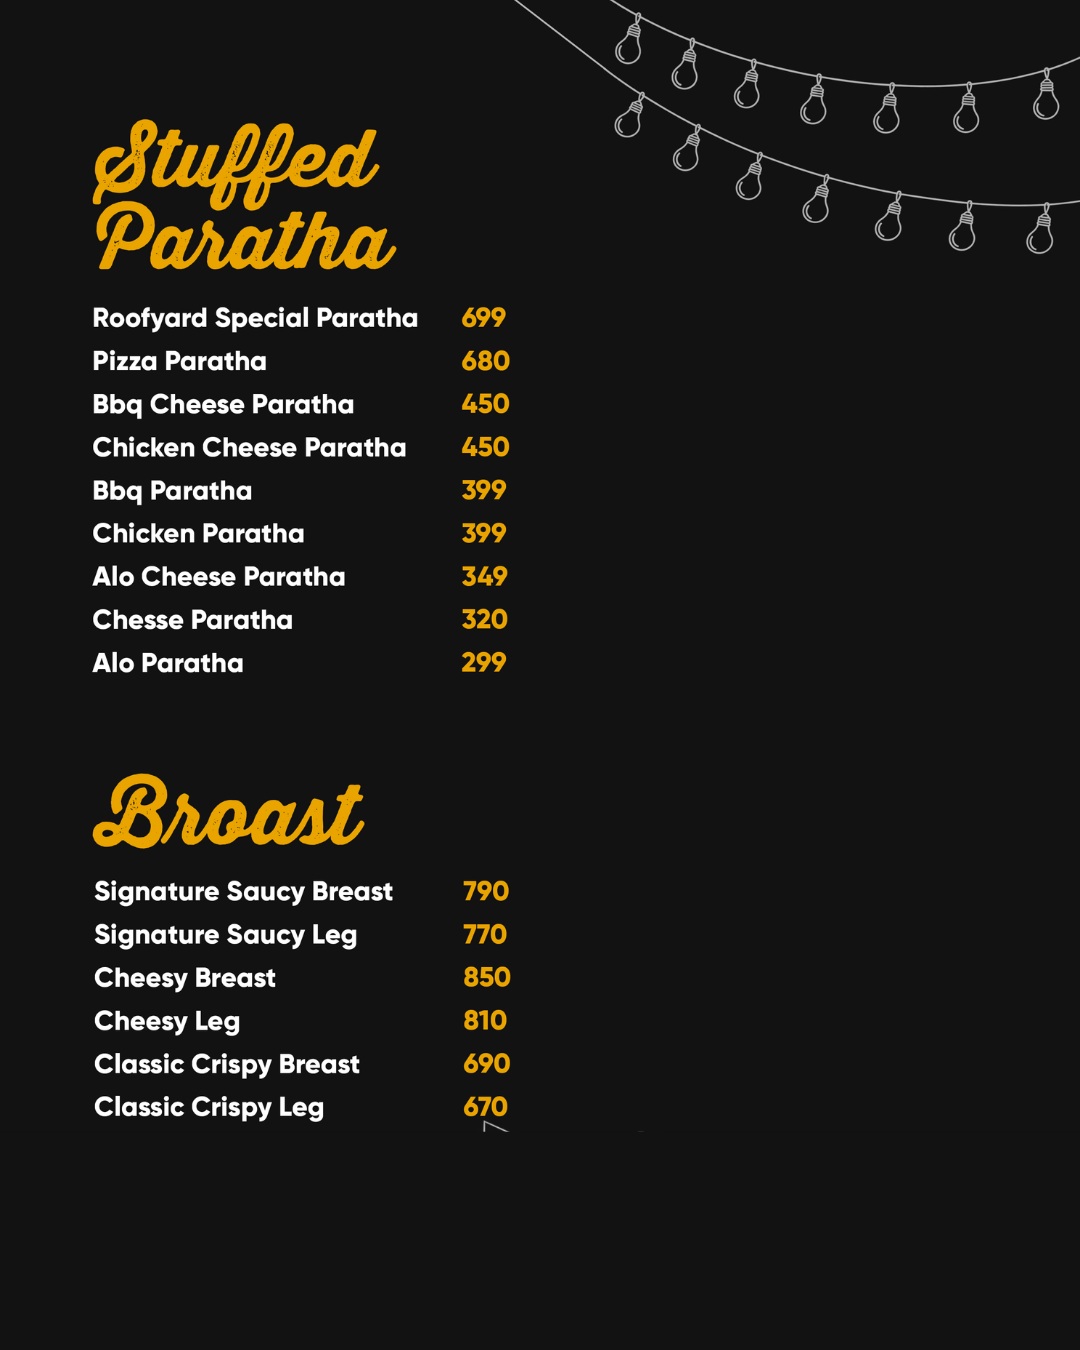 Stuffed
Paratha
Roofyard Special Paratha 699
Pizza Paratha 680
Bbq Cheese Paratha 450
Chicken Cheese Paratha 450
Bbq Paratha 399
Chicken Paratha 399
Alo Cheese Paratha 349
Chesse Paratha 320
Alo Paratha 299
Broast
Signature Saucy Breast 790
Signature Saucy Leg 770
Cheesy Breast 850
Cheesy Leg 810
Classic Crispy Breast 690
Classic Crispy Leg 670